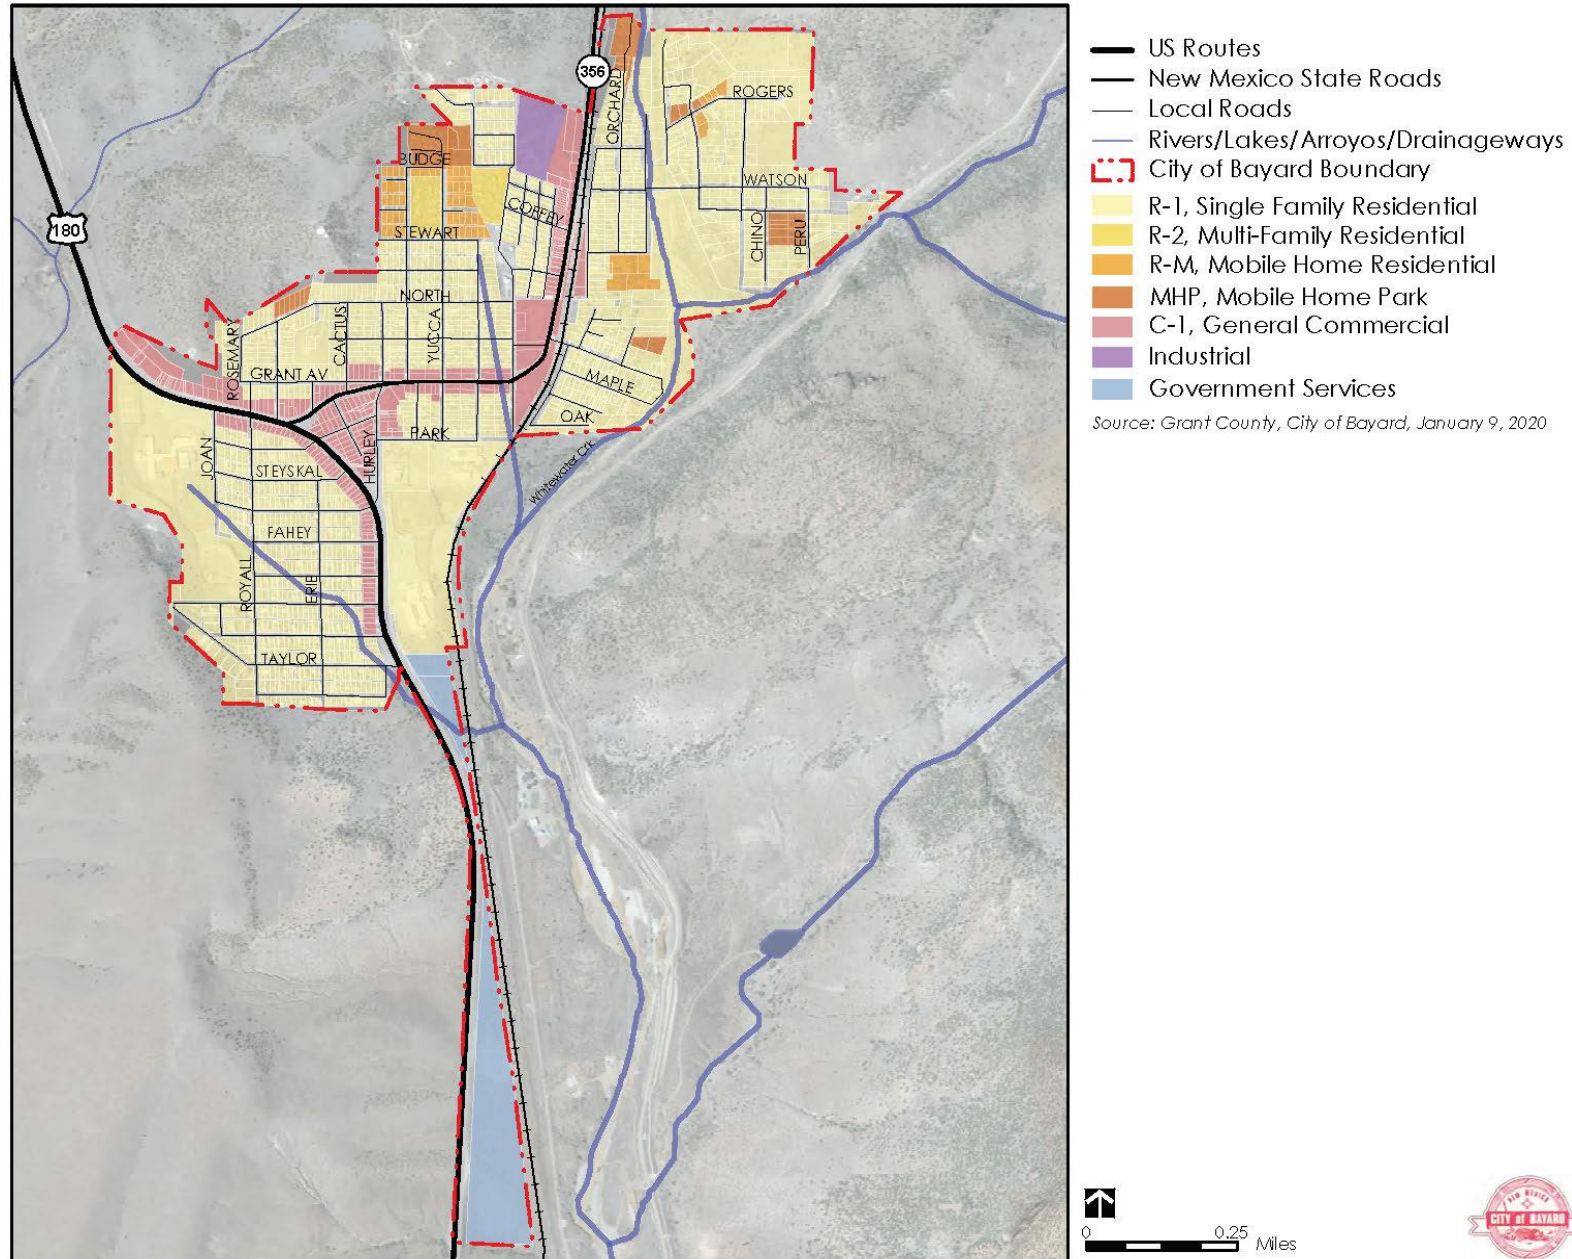 US Routes
New Mexico State Roads
Local Roads
Rivers/Lakes/Arroyos/Drainageways
City of Bayard Boundary
R-1, Single Family Residential
R-2, Multi-Family Residential
R-M, Mobile Home Residential
MHP, Mobile Home Park
C-1, General Commercial
Industrial
Government Services
Source: Grant County, City of Bayard, January 9, 2020
356
ORCHARD
ROGERS
BUDGE
WATSON
COFFEY
180
STEWART
CHINO
PERU
NORTH
ROSEMARY
CACTUS
YUCCA
GRANT AV
MAPLE
OAK
PARK
HURLEY
JOAN
STEYSKAL
Whitewater Crk
FAHEY
ROYALL
ERIE
TAYLOR
0 0.25 Miles
NEW MEXICO
CITY of BAYARD